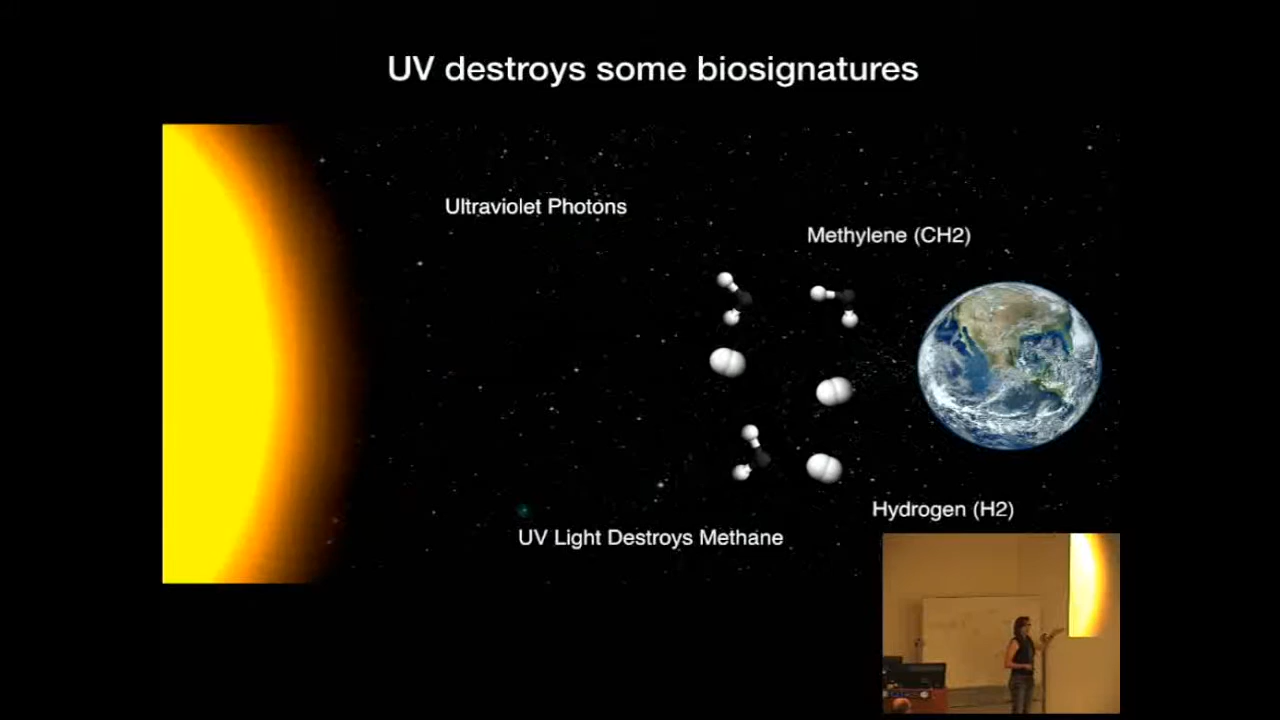 UV destroys some biosignatures
Ultraviolet Photons
Methylene (CH2)
UV Light Destroys Methane
Hydrogen (H2)